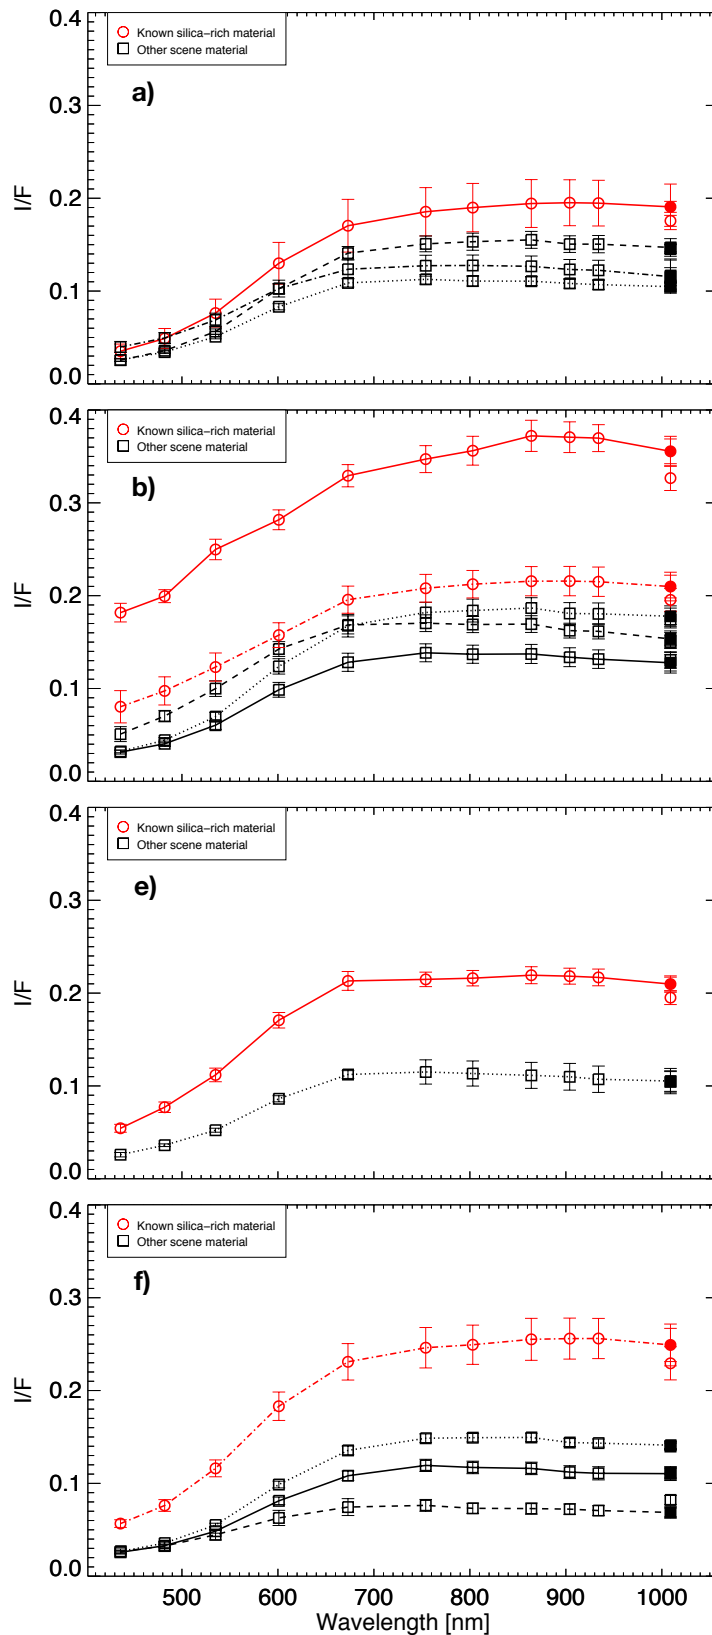 0.4
Known silica-rich material
Other scene material
a)
0.3
I/F
0.2
0.1
0.0
0.4
Known silica-rich material
Other scene material
b)
0.3
I/F
0.2
0.1
0.0
0.4
Known silica-rich material
Other scene material
e)
0.3
I/F
0.2
0.1
0.0
0.4
Known silica-rich material
Other scene material
f)
0.3
I/F
0.2
0.1
0.0
500 600 700 800 900 1000
Wavelength [nm]